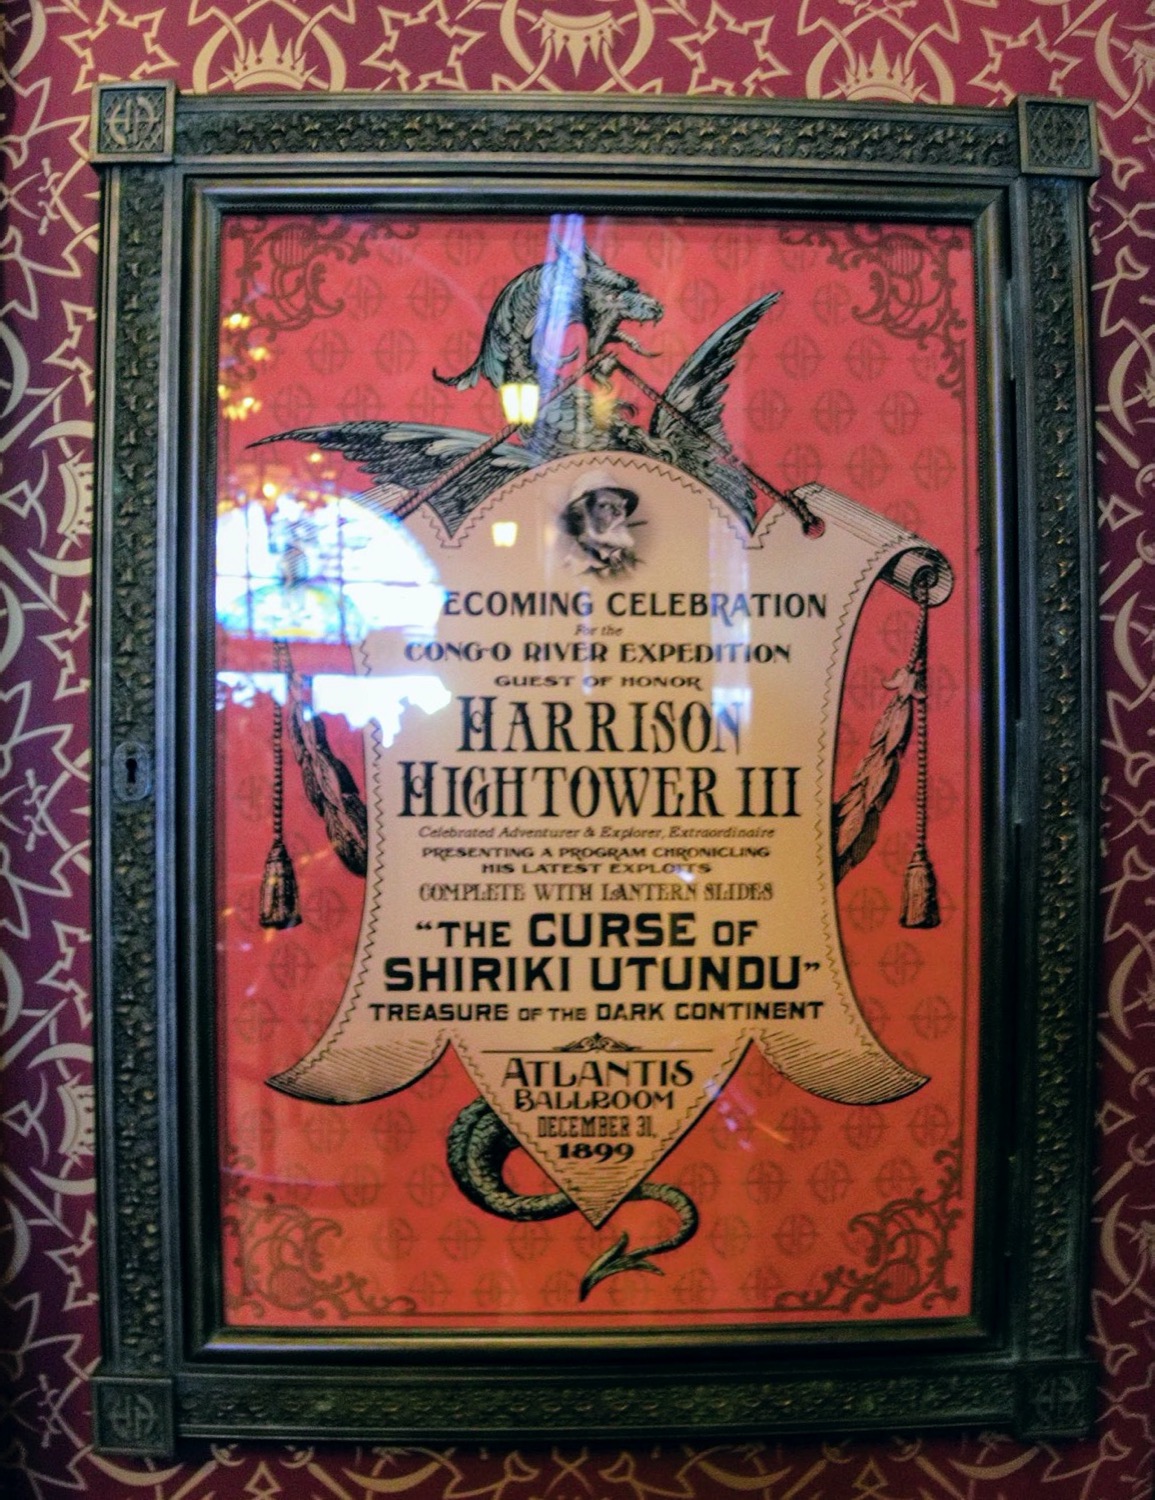 ECOMING CELEBRATION
For the
CONGO RIVER EXPEDITION
GUEST OF HONOR
HARRISON
HIGHTOWER III
Celebrated Adventurer & Explorer, Extraordinaire
PRESENTING A PROGRAM CHRONICLING
HIS LATEST EXPLOITS
COMPLETE WITH LANTERN SLIDES
“THE CURSE OF
SHIRIKI UTUNDU”
TREASURE OF THE DARK CONTINENT
ATLANTIS
BALLROOM
DECEMBER 31,
1899